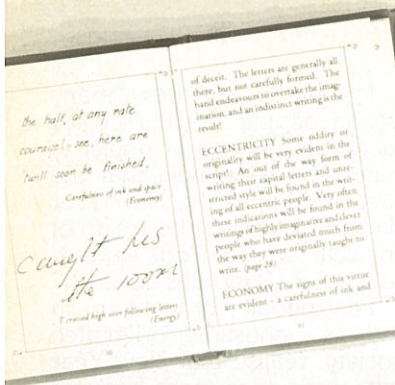 the half, at any rate
courage! - see, here are
'twill soon be finished.
Carefulness of ink and space
(Economy)
caught his
the room
T crossed high over following letters
(Energy)
of deceit. The letters are generally all
there, but not carefully formed. The
hand endeavours to overtake the imag-
ination, and an indistinct writing is the
result!
ECCENTRICITY Some oddity or
originality will be very evident in the
script! An out of the way form of
writing their capital letters and unre-
stricted style will be found in the writ-
ing of all eccentric people. Very often
these indications will be found in the
writings of highly imaginative and clever
people who have deviated much from
the way they were originally taught to
write. (page 28)
ECONOMY The signs of this virtue
are evident - a carefulness of ink and